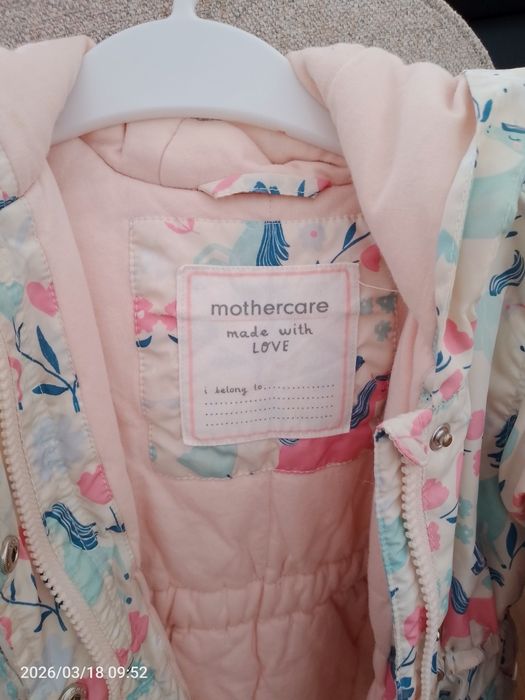 mothercare
made with
LOVE
i belong to..................
2026/03/18 09:52